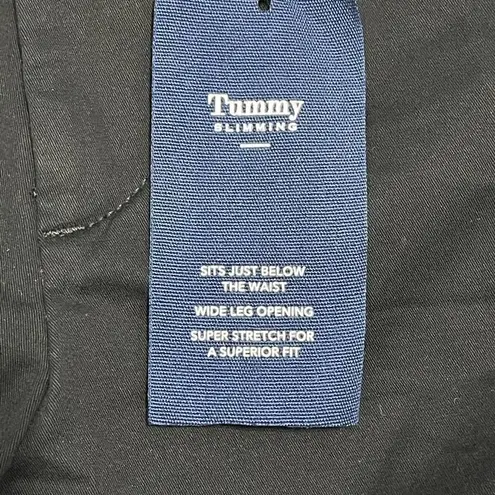 Tummy
SLIMMING
SITS JUST BELOW
THE WAIST
WIDE LEG OPENING
SUPER STRETCH FOR
A SUPERIOR FIT